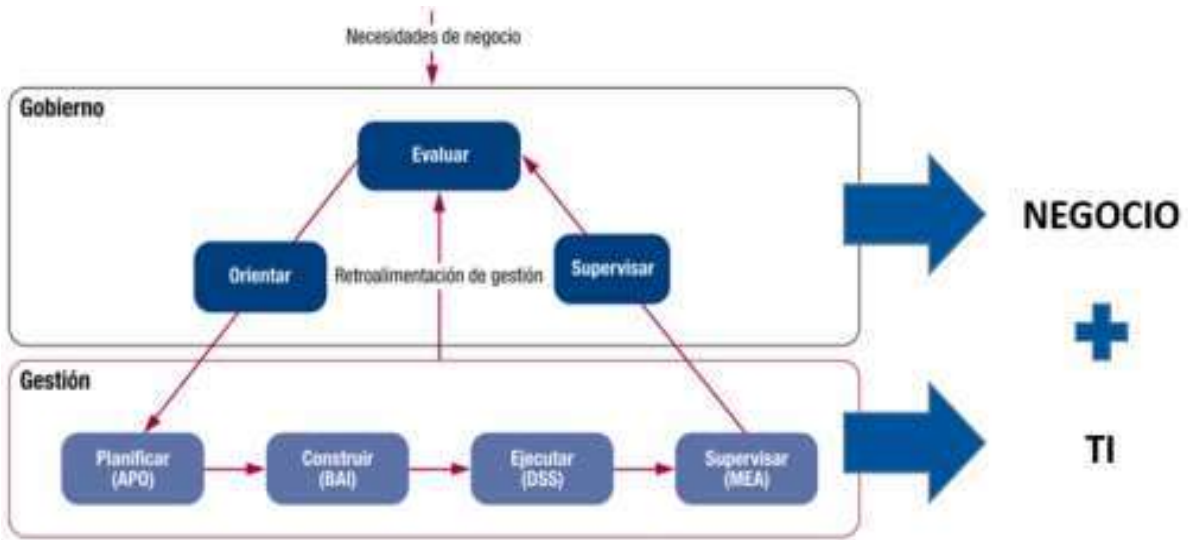 Necesidades de negocio
Gobierno
Evaluar
NEGOCIO
Orientar
Retroalimentación de gestión
Supervisar
Gestión
Planificar
(APO)
Construir
(BAI)
Ejecutar
(DSS)
Supervisar
(MEA)
TI